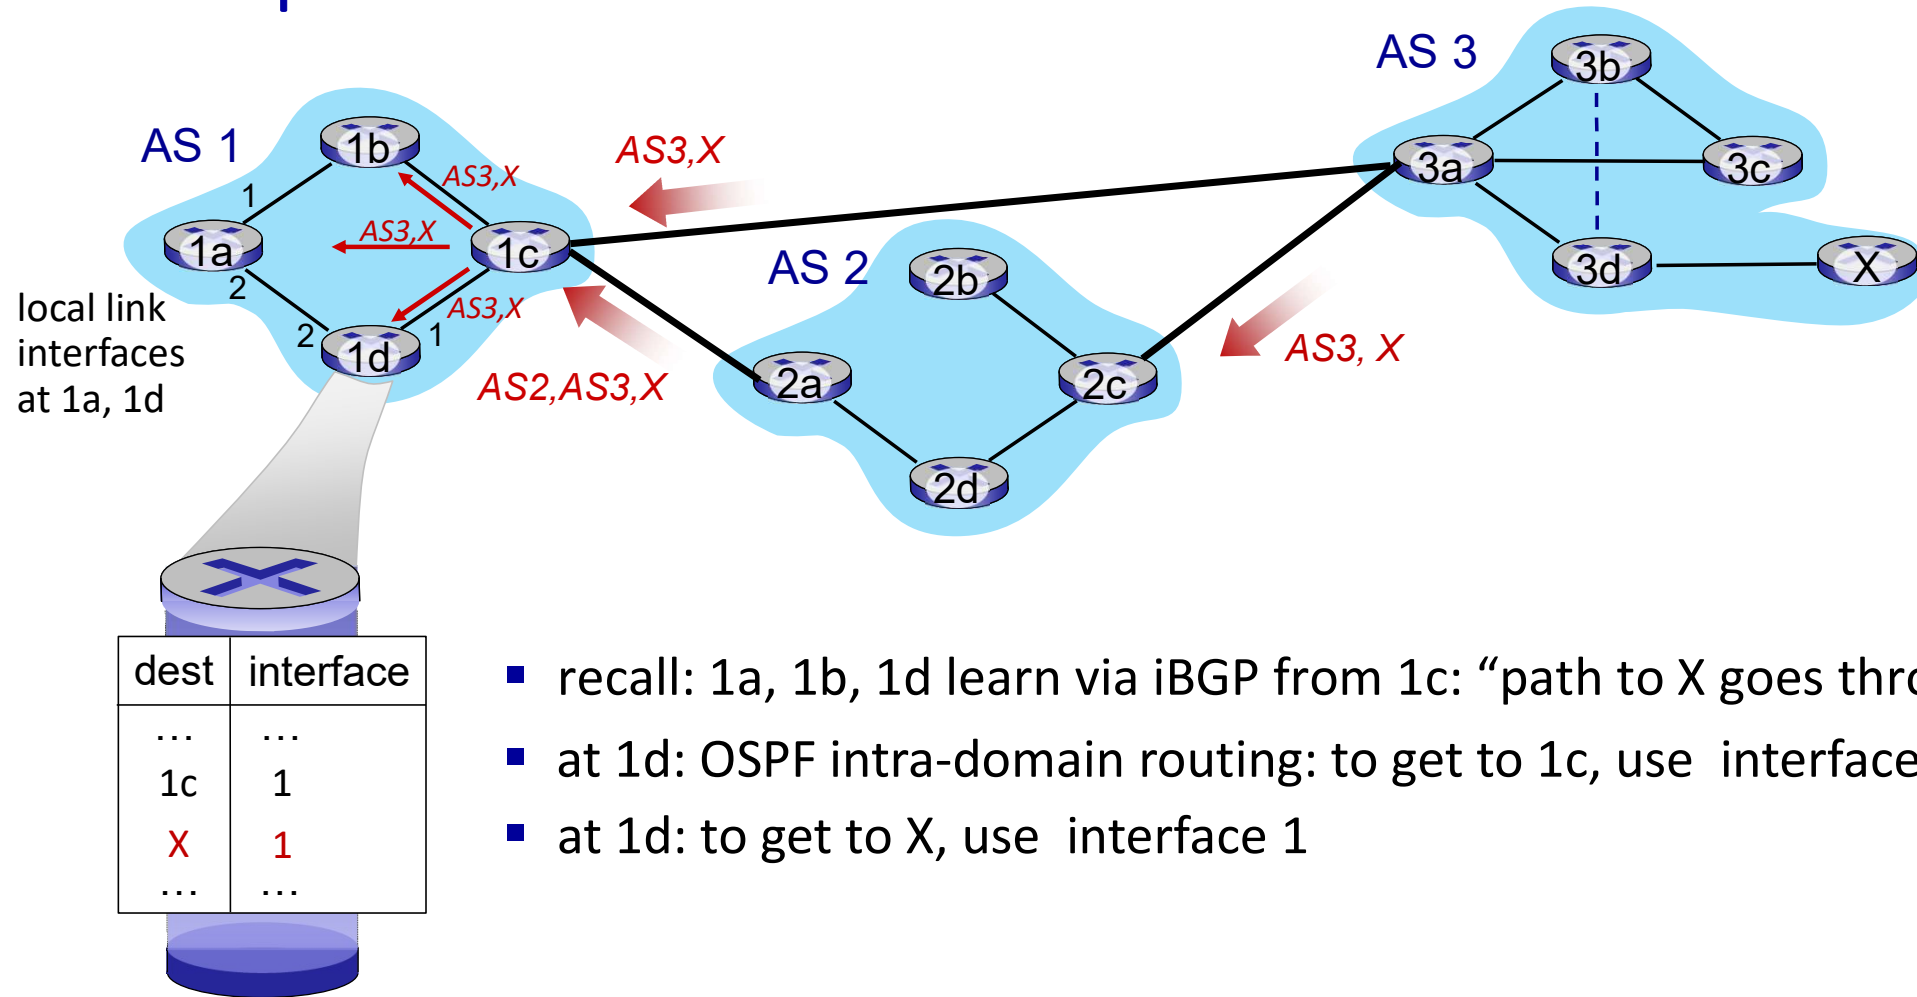 AS 3
3b
AS 1
1b
AS3,X
AS3,X
3a
3c
1
AS3,X
1a
1c
AS 2
2b
3d
X
2
local link
interfaces
at 1a, 1d
AS3,X
2
1
1d
AS3, X
AS2,AS3,X
2a
2c
2d
dest interface
... ...
1c 1
X 1
... ...
▪ recall: 1a, 1b, 1d learn via iBGP from 1c: “path to X goes
▪ at 1d: OSPF intra-domain routing: to get to 1c, use interface
▪ at 1d: to get to X, use interface 1